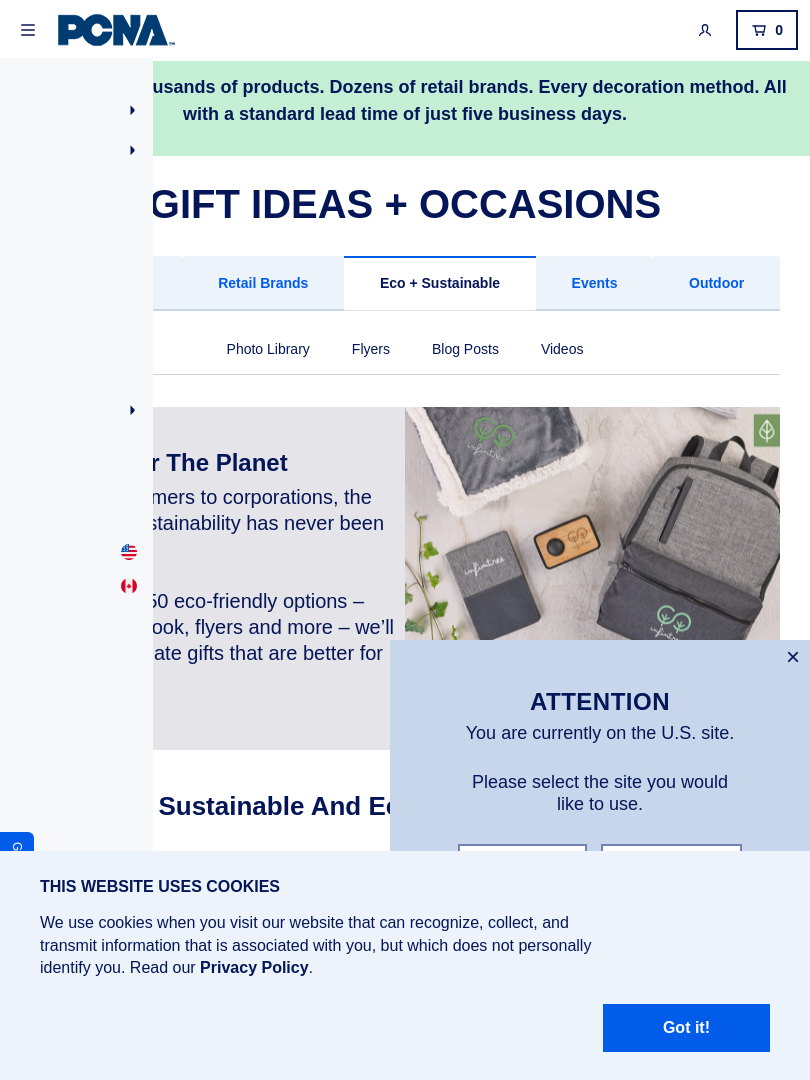 PCNA
0
usands of products. Dozens of retail brands. Every decoration method. All
with a standard lead time of just five business days.
GIFT IDEAS + OCCASIONS
Retail Brands
Eco + Sustainable
Events
Outdoor
Photo Library
Flyers
Blog Posts
Videos
r The Planet
mers to corporations, the
stainability has never been
50 eco-friendly options –
ook, flyers and more – we’ll
ate gifts that are better for
infinitree
infinitree
ATTENTION
You are currently on the U.S. site.
Please select the site you would
like to use.
Sustainable And Ec
G
THIS WEBSITE USES COOKIES
We use cookies when you visit our website that can recognize, collect, and
transmit information that is associated with you, but which does not personally
identify you. Read our Privacy Policy.
Got it!